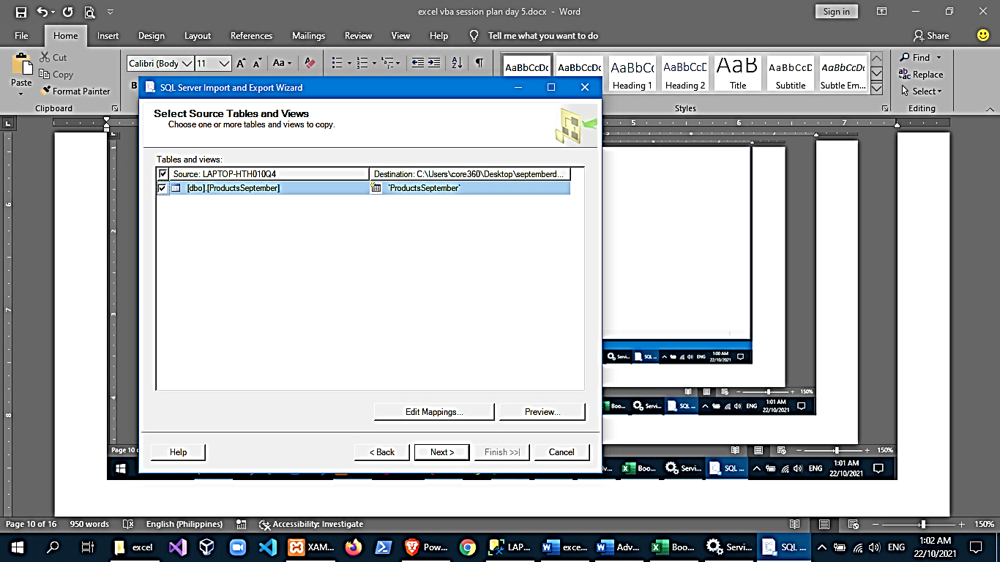 excel vba session plan day 5.docx - Word
Sign in
File Home Insert Design Layout References Mailings Review View Help Tell me what you want to do Share
Paste
Cut
Copy
Format Painter
Clipboard
Calibri (Body 11
Aa
B
AaBbCcDc AaBbCcDc AaBbCc AaBbCcD AaB AaBbCcD AaBbCcD
Heading 1 Heading 2 Title Subtitle Subtle Em...
Styles
Find
Replace
Select
Editing
5 6 7
SQL Server Import and Export Wizard
Select Source Tables and Views
Choose one or more tables and views to copy.
Tables and views:
Source: LAPTOP-HTH010Q4 Destination: C:\Users\core360\Desktop\septemberd...
[dbo].[ProductsSeptember] `ProductsSeptember`
Edit Mappings... Preview...
Help < Back Next > Finish >>| Cancel
Servi... SQL ... ENG 1:00 AM
22/10/2021
150%
Boo... Servi... SQL ... ENG 1:01 AM
22/10/2021
Page 10 150%
Boo... Servi... SQL ... ENG 1:01 AM
22/10/2021
Page 10 of 16 950 words English (Philippines) Accessibility: Investigate 150%
excel XAM... Pow... LAP... exce... Adv... Boo... Servi... SQL ... ENG 1:02 AM
22/10/2021